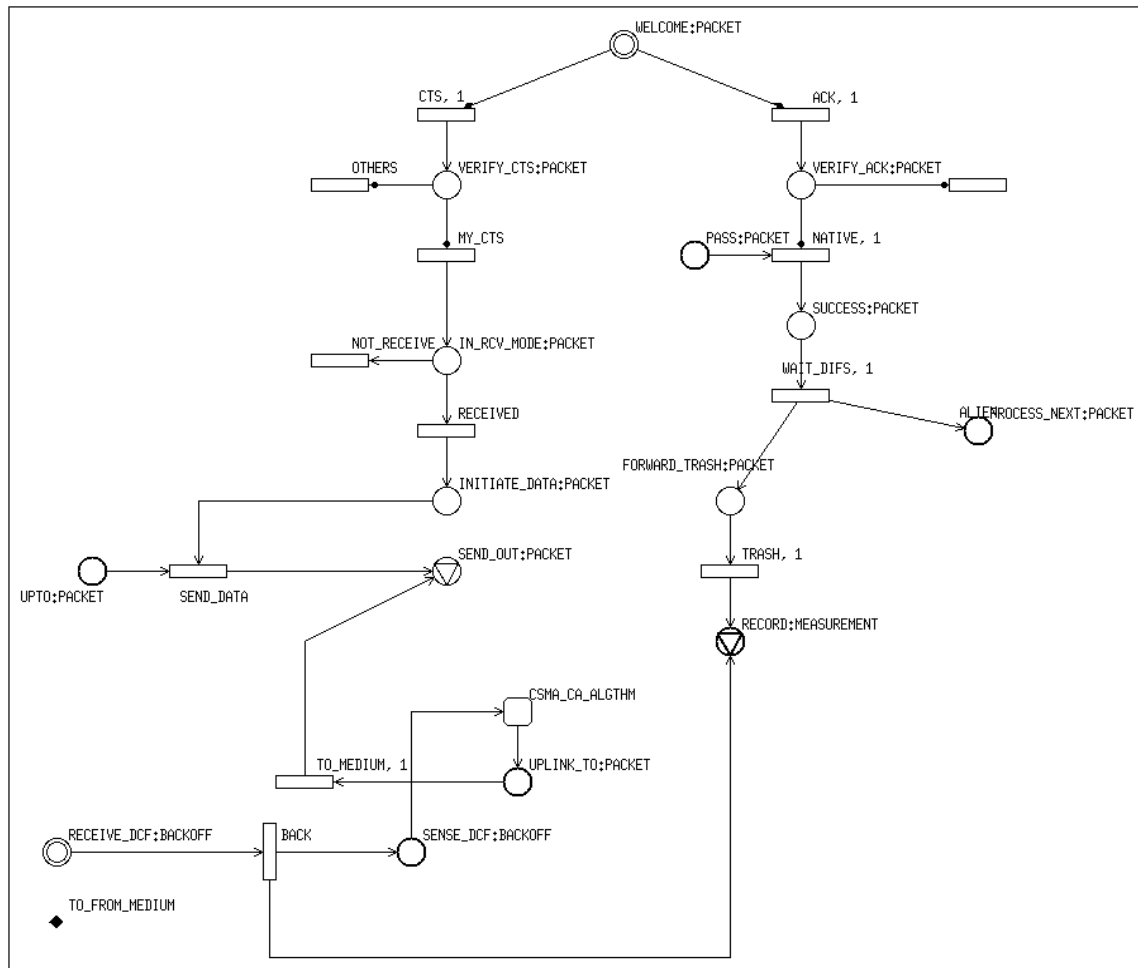 WELCOME:PACKET
CTS, 1
ACK, 1
OTHERS
VERIFY_CTS:PACKET
VERIFY_ACK:PACKET
MY_CTS
PASS:PACKET
NATIVE, 1
SUCCESS:PACKET
NOT_RECEIVE
IN_RCV_MODE:PACKET
WAIT_DIFS, 1
RECEIVED
PROCESS_NEXT:PACKET
FORWARD_TRASH:PACKET
INITIATE_DATA:PACKET
SEND_OUT:PACKET
TRASH, 1
UPTO:PACKET
SEND_DATA
RECORD:MEASUREMENT
CSMA_CA_ALGTHM
TO_MEDIUM, 1
UPLINK_TO:PACKET
RECEIVE_DCF:BACKOFF
BACK
SENSE_DCF:BACKOFF
TO_FROM_MEDIUM